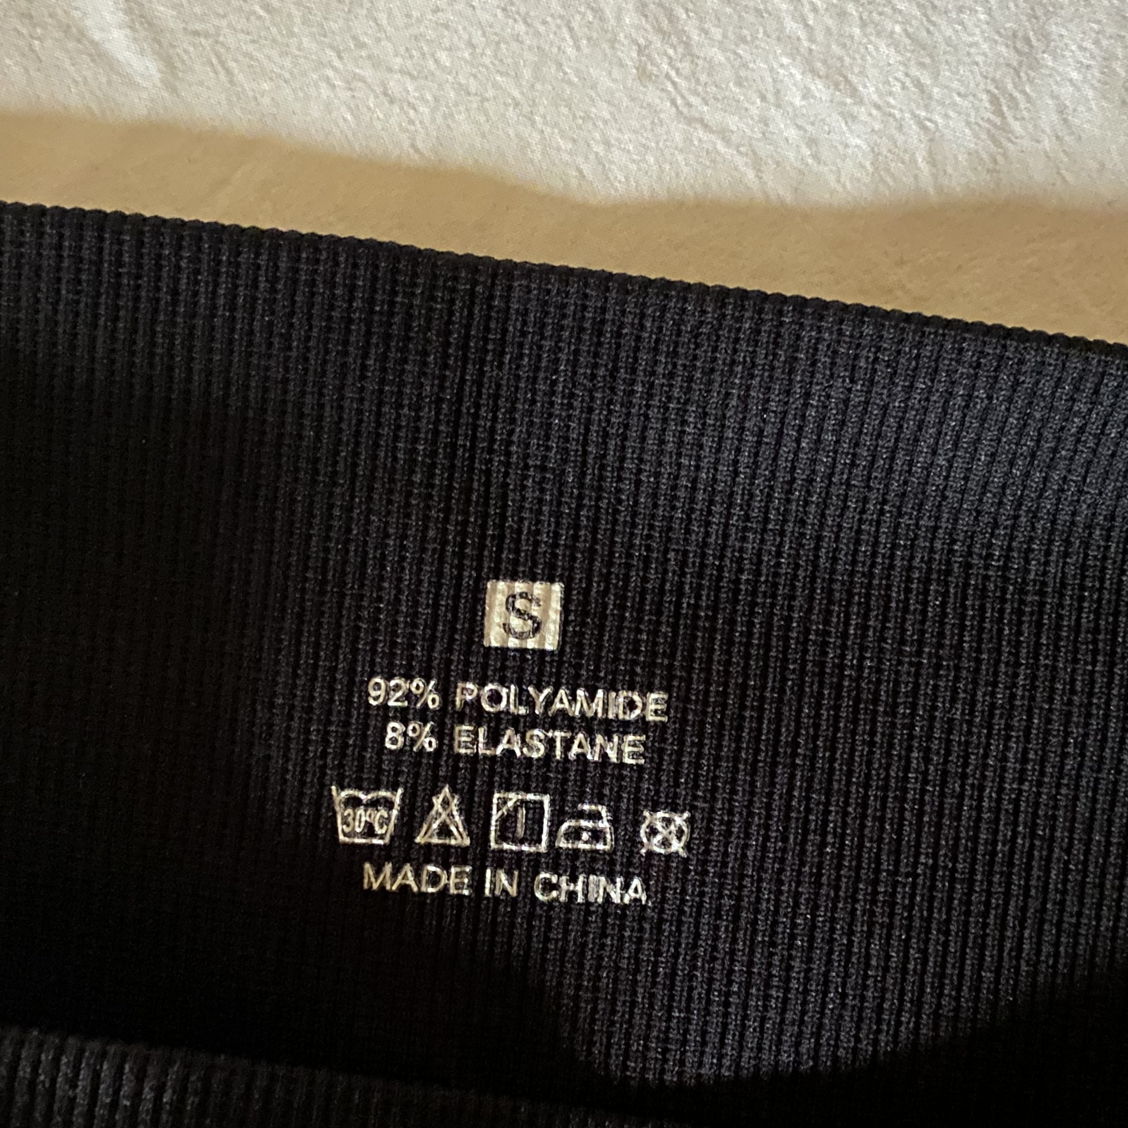 S
92% POLYAMIDE
8% ELASTANE
30°C
MADE IN CHINA